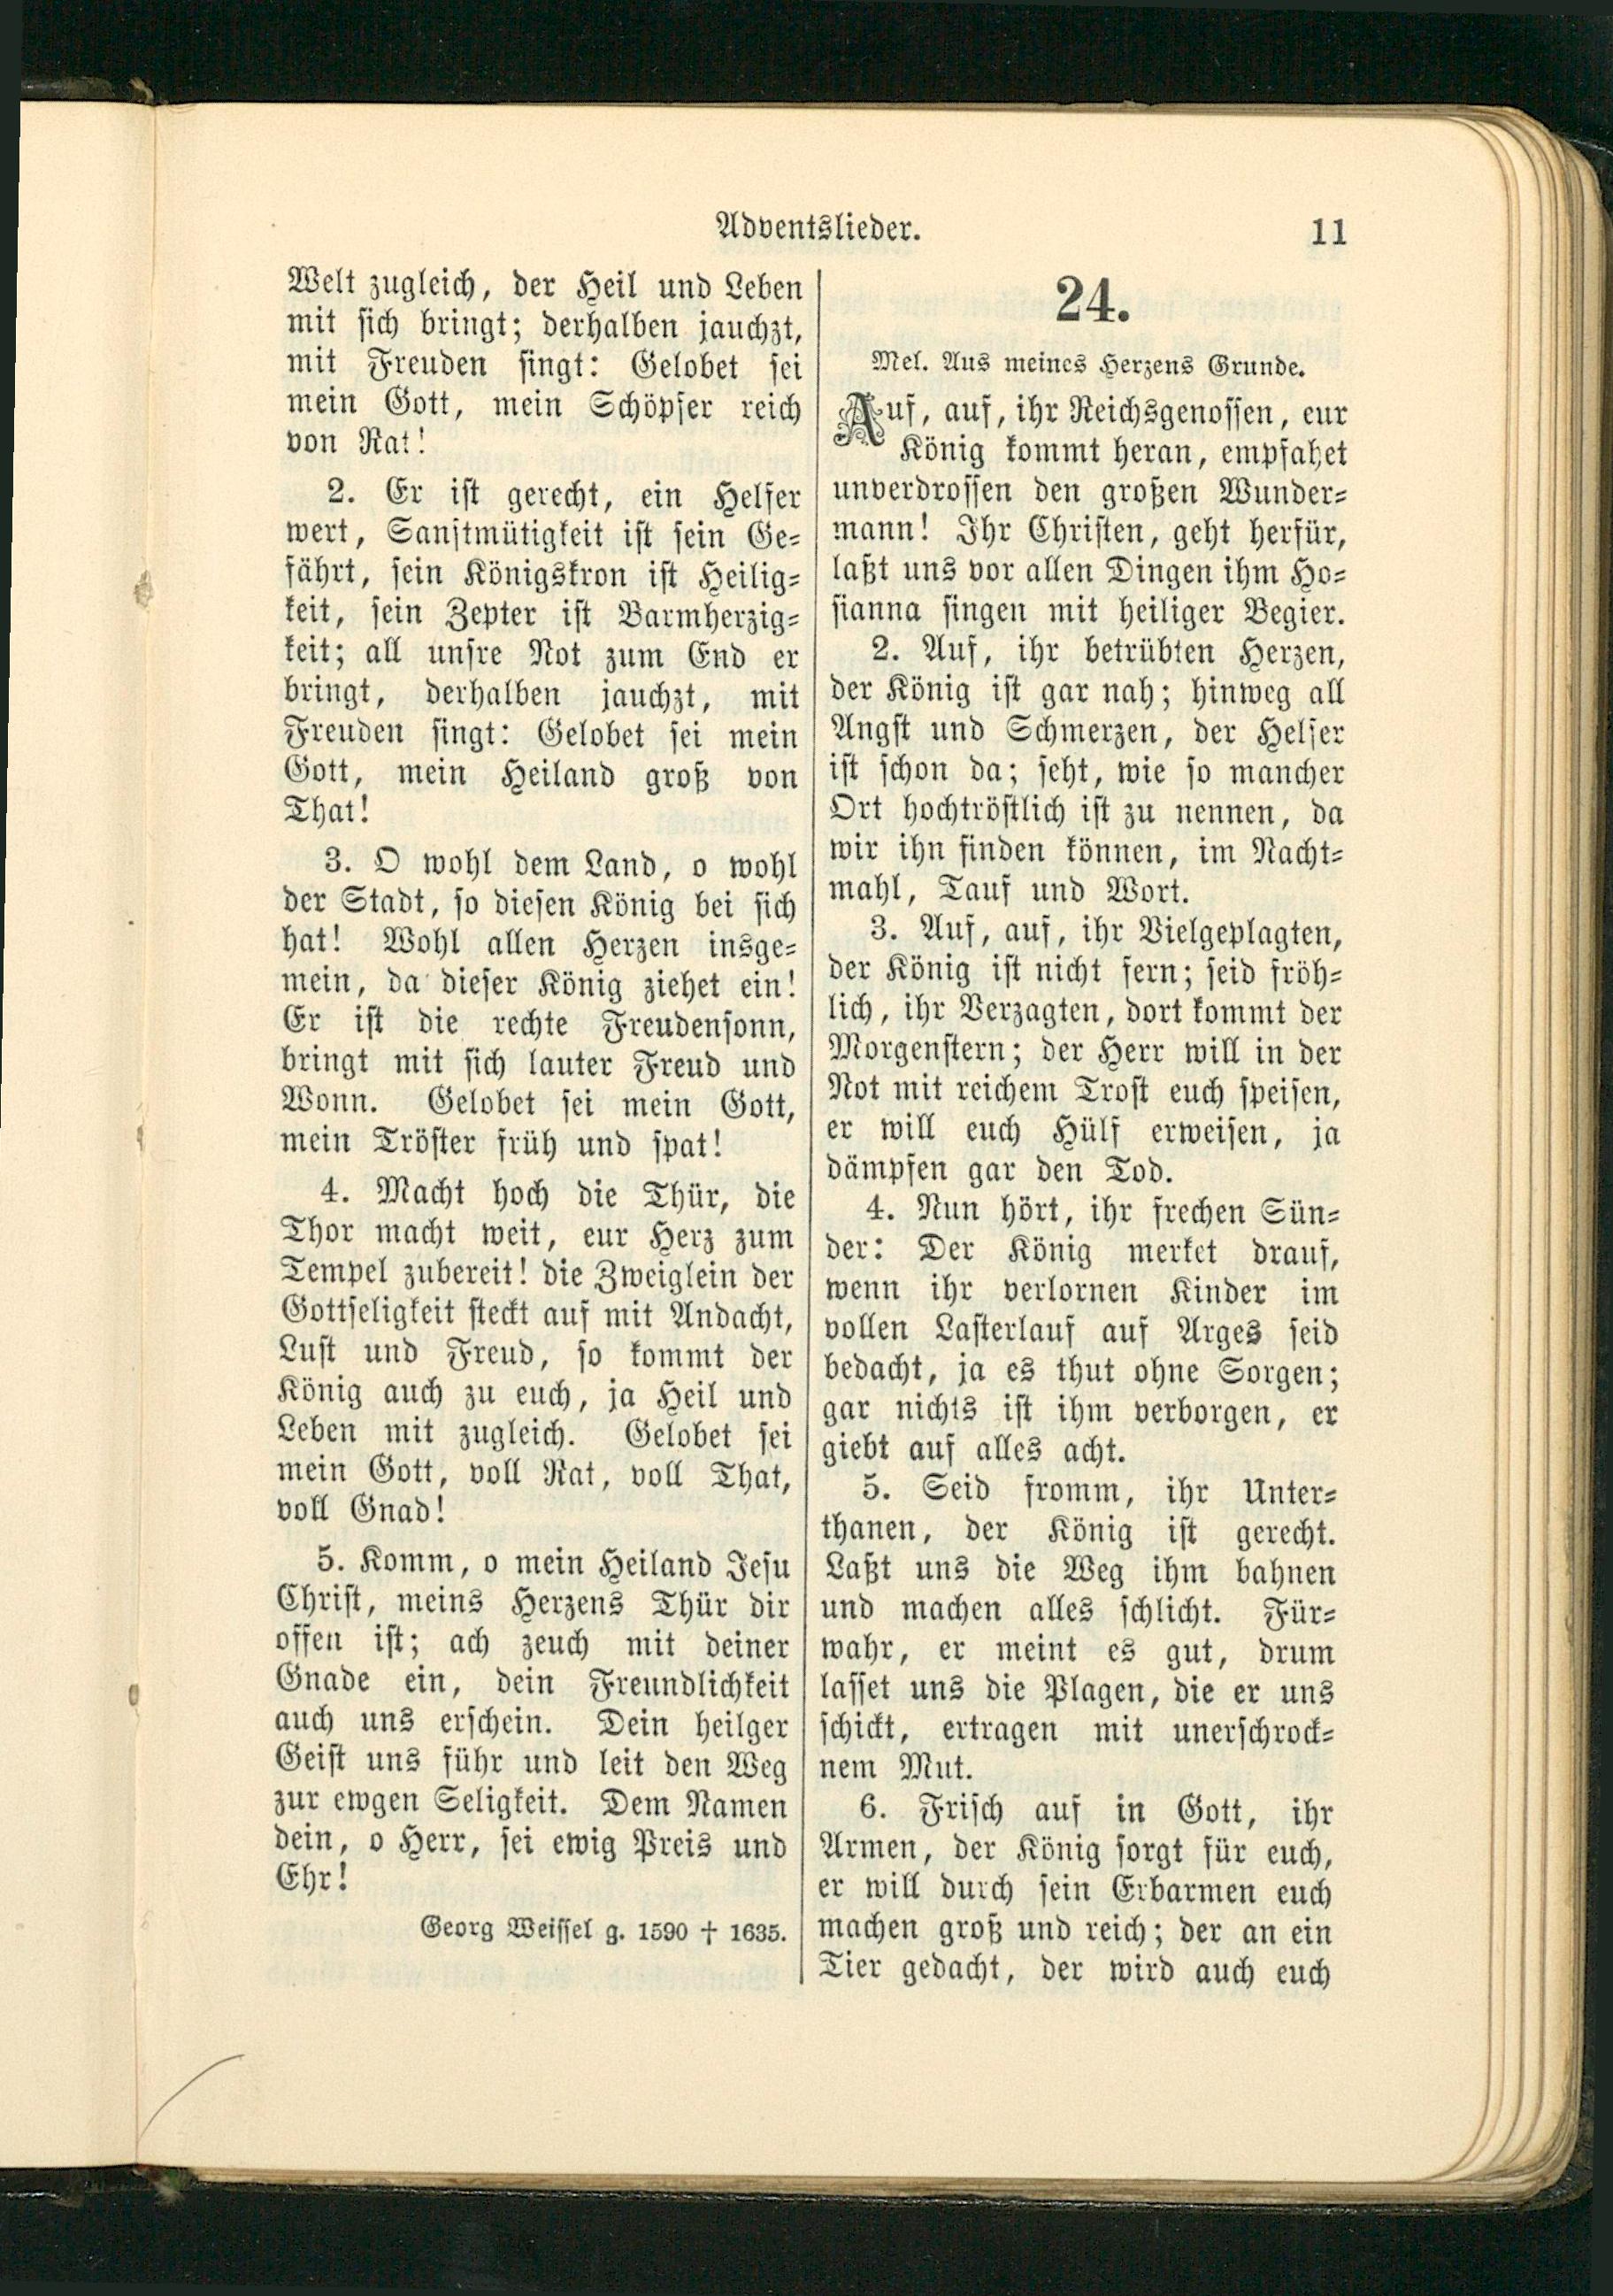 Adventslieder. 11
Welt zugleich, der Heil und Leben
mit sich bringt; derhalben jauchzt,
mit Freuden singt: Gelobet sei
mein Gott, mein Schöpfer reich
von Rat!
2. Er ist gerecht, ein Helfer
wert, Sanftmütigkeit ist sein Ge-
fährt, sein Königskron ist Heilig-
keit, sein Zepter ist Barmherzig-
keit; all unsre Not zum End er
bringt, derhalben jauchzt, mit
Freuden singt: Gelobet sei mein
Gott, mein Heiland groß von
That!
3. O wohl dem Land, o wohl
der Stadt, so diesen König bei sich
hat! Wohl allen Herzen insge-
mein, da dieser König ziehet ein!
Er ist die rechte Freudensonn,
bringt mit sich lauter Freud und
Wonn. Gelobet sei mein Gott,
mein Tröster früh und spat!
4. Macht hoch die Thür, die
Thor macht weit, eur Herz zum
Tempel zubereit! die Zweiglein der
Gottseligkeit steckt auf mit Andacht,
Lust und Freud, so kommt der
König auch zu euch, ja Heil und
Leben mit zugleich. Gelobet sei
mein Gott, voll Rat, voll That,
voll Gnad!
5. Komm, o mein Heiland Jesu
Christ, meins Herzens Thür dir
offen ist; ach zeuch mit deiner
Gnade ein, dein Freundlichkeit
auch uns erschein. Dein heilger
Geist uns führ und leit den Weg
zur ewgen Seligkeit. Dem Namen
dein, o Herr, sei ewig Preis und
Ehr!
Georg Weissel g. 1590 † 1635.
24.
Mel. Aus meines Herzens Grunde.
Auf, auf, ihr Reichsgenossen, eur
König kommt heran, empfahet
unverdrossen den großen Wunder-
mann! Ihr Christen, geht herfür,
laßt uns vor allen Dingen ihm Ho-
sianna singen mit heiliger Begier.
2. Auf, ihr betrübten Herzen,
der König ist gar nah; hinweg all
Angst und Schmerzen, der Helfer
ist schon da; seht, wie so mancher
Ort hochtröstlich ist zu nennen, da
wir ihn finden können, im Nacht-
mahl, Tauf und Wort.
3. Auf, auf, ihr Vielgeplagten,
der König ist nicht fern; seid fröh-
lich, ihr Verzagten, dort kommt der
Morgenstern; der Herr will in der
Not mit reichem Trost euch speisen,
er will euch Hülf erweisen, ja
dämpfen gar den Tod.
4. Nun hört, ihr frechen Sün-
der: Der König merket drauf,
wenn ihr verlornen Kinder im
vollen Lasterlauf auf Arges seid
bedacht, ja es thut ohne Sorgen;
gar nichts ist ihm verborgen, er
giebt auf alles acht.
5. Seid fromm, ihr Unter-
thanen, der König ist gerecht.
Laßt uns die Weg ihm bahnen
und machen alles schlicht. Für-
wahr, er meint es gut, drum
lasset uns die Plagen, die er uns
schickt, ertragen mit unerschrock-
nem Mut.
6. Frisch auf in Gott, ihr
Armen, der König sorgt für euch,
er will durch sein Erbarmen euch
machen groß und reich; der an ein
Tier gedacht, der wird auch euch